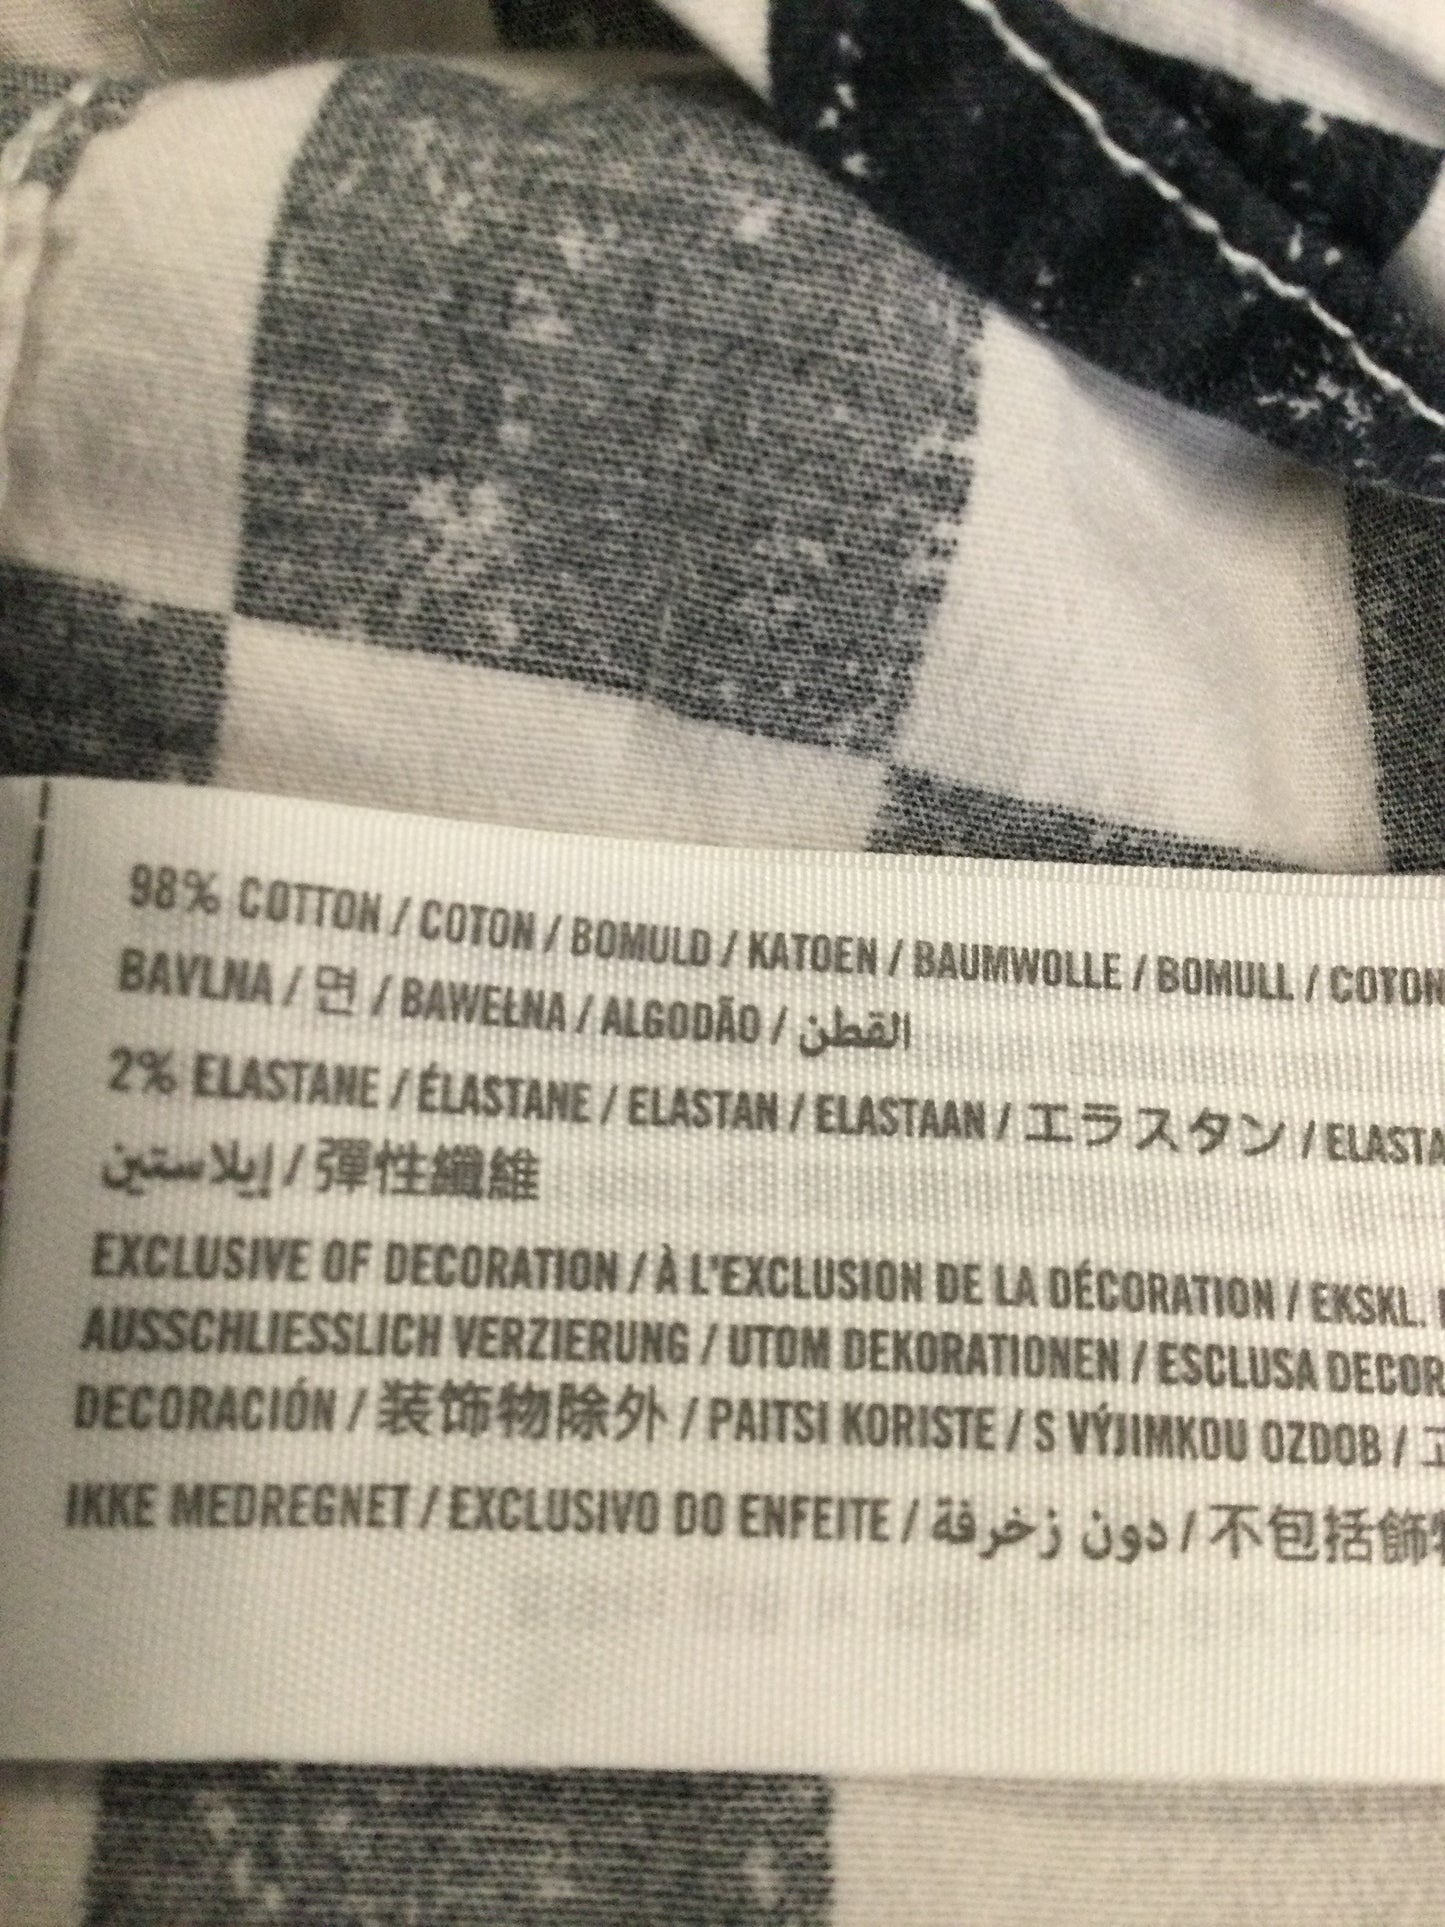 98% COTTON / COTON / BOMULD / KATOEN / BAUMWOLLE / BOMULL / COTON
BAVLNA / 면 / BAWEŁNA / ALGODÃO / القطن
2% ELASTANE / ÉLASTANE / ELASTAN / ELASTAAN / エラスタン / ELASTA
إيلاستين / 彈性纖維
EXCLUSIVE OF DECORATION / À L'EXCLUSION DE LA DÉCORATION / EKSKL.
AUSSCHLIESSLICH VERZIERUNG / UTOM DEKORATIONEN / ESCLUSA DECOR
DECORACIÓN / 装饰物除外 / PAITSI KORISTE / S VÝJIMKOU OZDOB /
IKKE MEDREGNET / EXCLUSIVO DO ENFEITE / دون زخرفة / 不包括飾